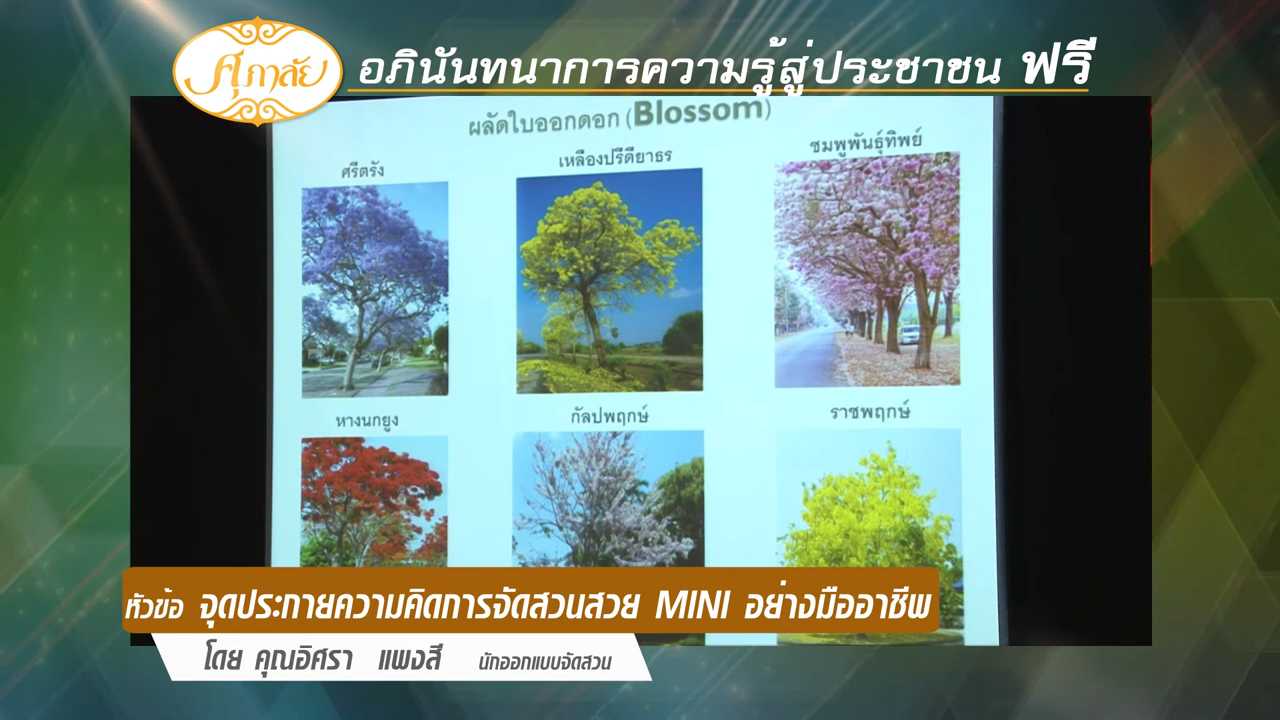 ศุภาลัย
อภินันทนาการความรู้สู่ประชาชน ฟรี
ผลัดใบออกดอก (Blossom)
ศรีตรัง
เหลืองปรีดียาธร
ชมพูพันธุ์ทิพย์
หางนกยูง
กัลปพฤกษ์
ราชพฤกษ์
หัวข้อ จุดประกายความคิดการจัดสวนสวย MINI อย่างมืออาชีพ
โดย คุณอิศรา แพงสี นักออกแบบจัดสวน